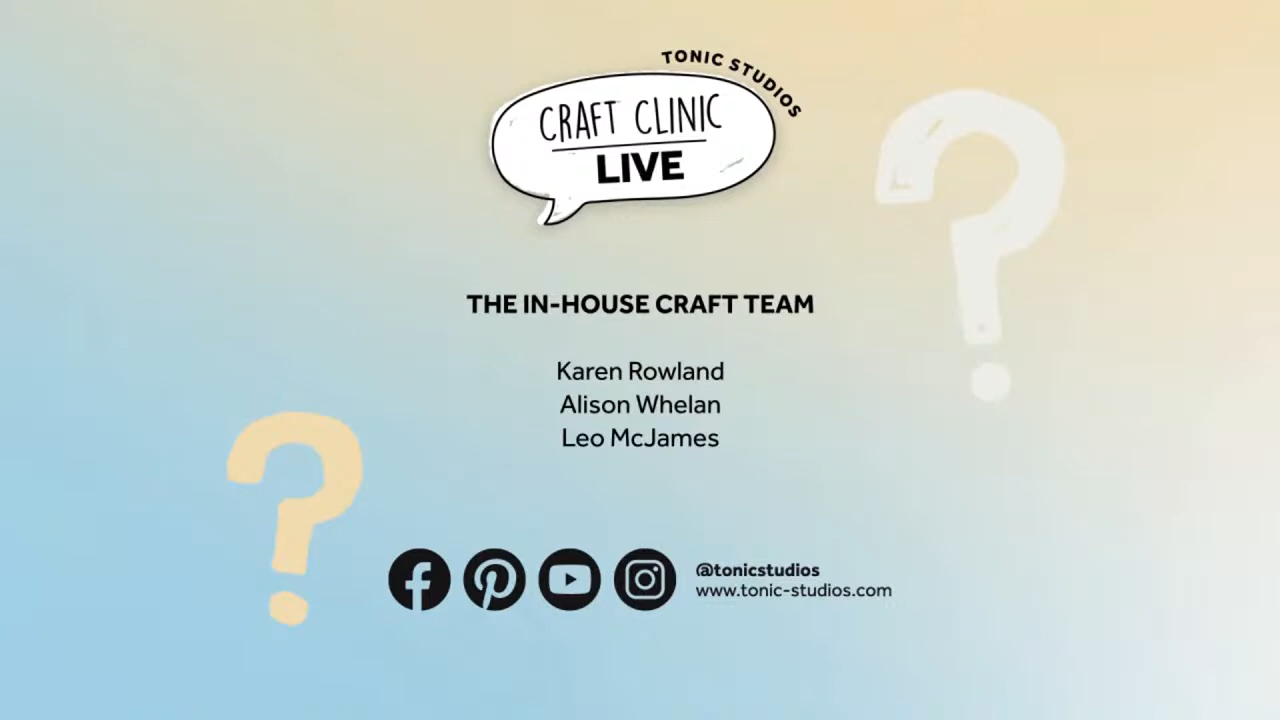 TONIC STUDIOS
CRAFT CLINIC
LIVE
THE IN-HOUSE CRAFT TEAM
Karen Rowland
Alison Whelan
Leo McJames
@tonicstudios
www.tonic-studios.com